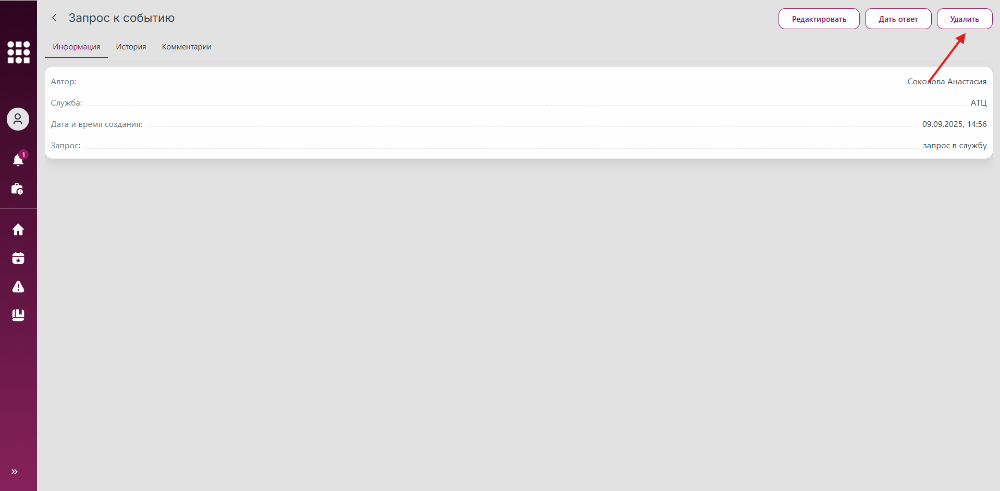 Запрос к событию
Редактировать
Дать ответ
Удалить
Информация
История
Комментарии
Автор: Соколова Анастасия
Служба: АТЦ
Дата и время создания: 09.09.2025, 14:56
Запрос: запрос в службу
1